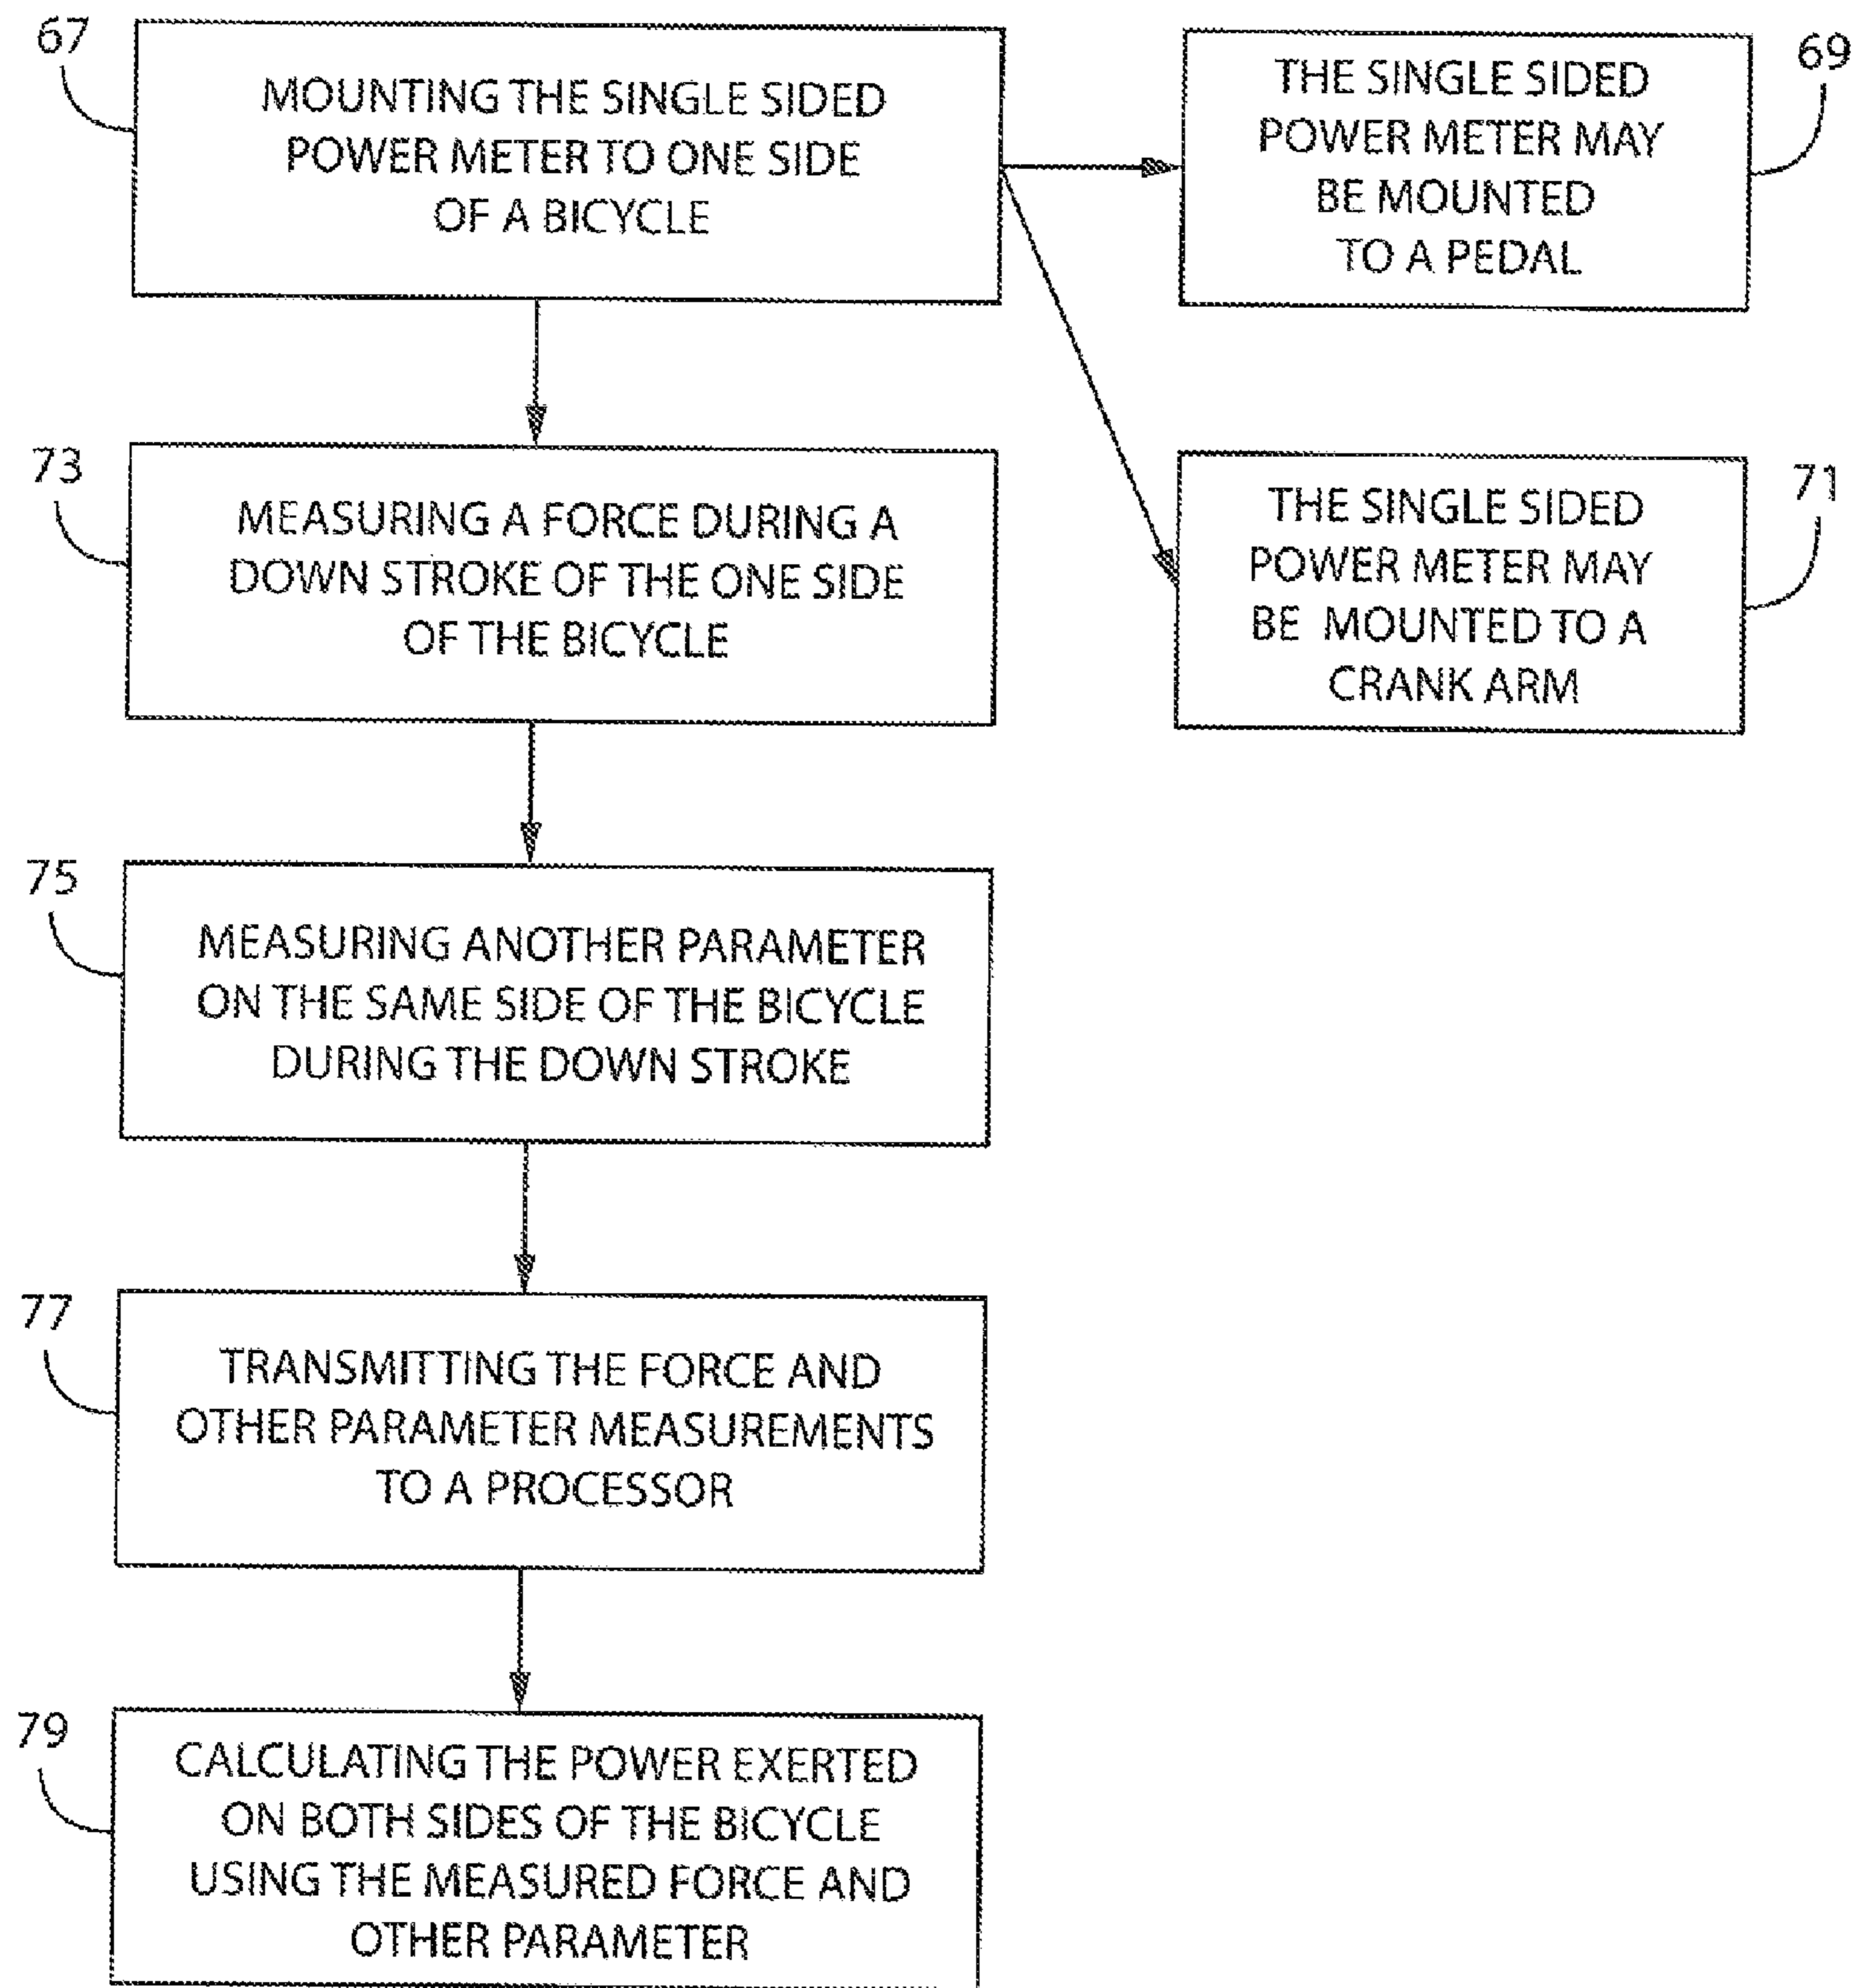 67
MOUNTING THE SINGLE SIDED
POWER METER TO ONE SIDE
OF A BICYCLE
69
THE SINGLE SIDED
POWER METER MAY
BE MOUNTED
TO A PEDAL
71
THE SINGLE SIDED
POWER METER MAY
BE MOUNTED TO A
CRANK ARM
73
MEASURING A FORCE DURING A
DOWN STROKE OF THE ONE SIDE
OF THE BICYCLE
75
MEASURING ANOTHER PARAMETER
ON THE SAME SIDE OF THE BICYCLE
DURING THE DOWN STROKE
77
TRANSMITTING THE FORCE AND
OTHER PARAMETER MEASUREMENTS
TO A PROCESSOR
79
CALCULATING THE POWER EXERTED
ON BOTH SIDES OF THE BICYCLE
USING THE MEASURED FORCE AND
OTHER PARAMETER